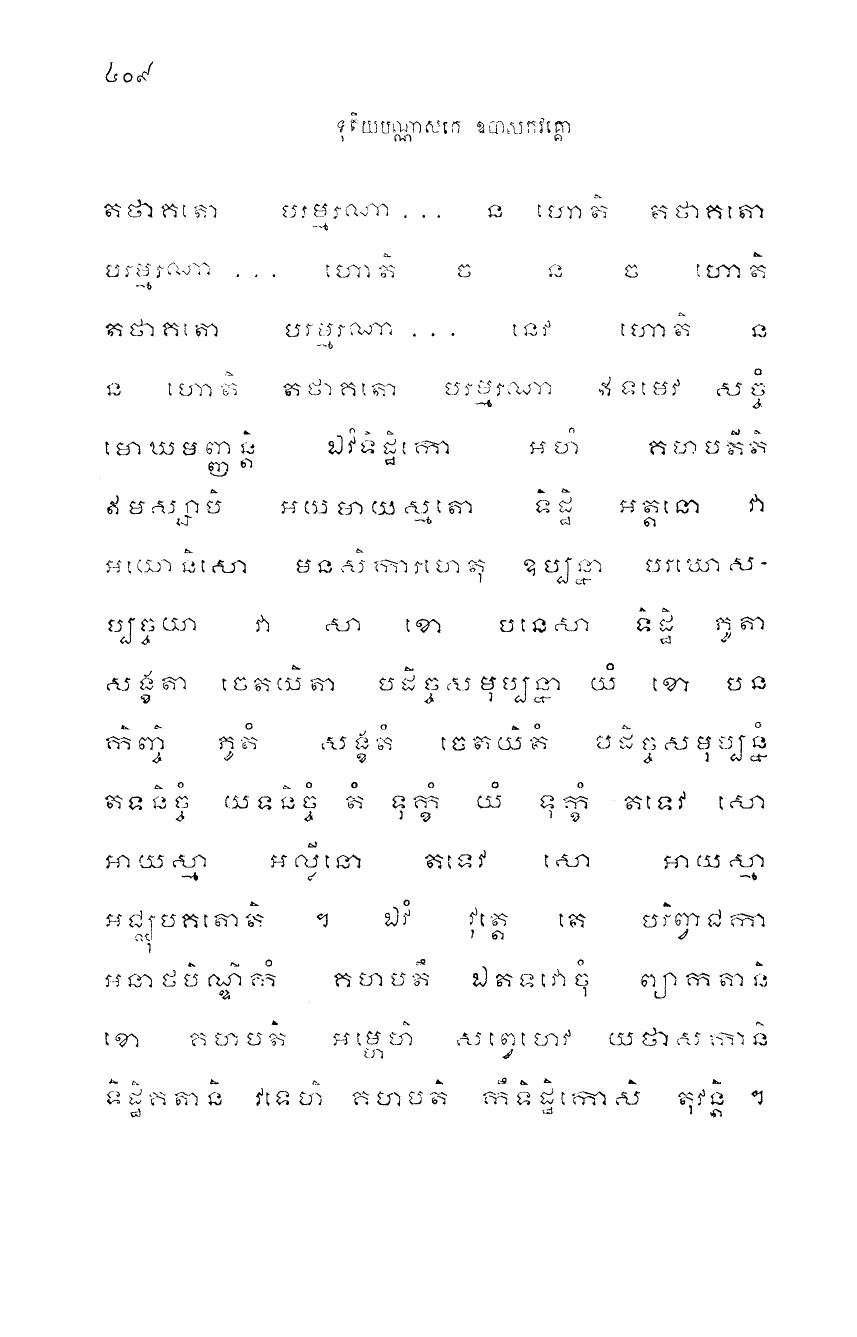 ៤០៩
ទុតិយបណ្ណាសកេ ឧបាសកវគ្គោ
តថាគតោ បរម្មរណា ... ន ហោតិ តថាគតោ
បរម្មរណា ... ហោតិ ច ន ច ហោតិ
តថាគតោ បរម្មរណា ... នេវ ហោតិ ន
ន ហោតិ តថាគតោ បរម្មរណា ឥទមេវ សច្ចំ
មោឃមញ្ញន្តិ ឯវំទិដ្ឋិកោ អហំ គហបតីតិ
ឥមស្សាបិ អយមាយស្មតោ ទិដ្ឋិ អត្តនោ វា
អយោនិសោ មនសិការហេតុ ឧប្បន្នា បរឃោស-
ប្បច្ចយា វា សា ខោ បនេសា ទិដ្ឋិ ភូតា
សង្ខតា ចេតយិតា បដិច្ចសមុប្បន្នា យំ ខោ បន
កិញ្ចិ ភូតំ សង្ខតំ ចេតយិតំ បដិច្ចសមុប្បន្នំ
តទនិច្ចំ យទនិច្ចំ តំ ទុក្ខំ យំ ទុក្ខំ តទេវ សោ
អាយស្មា អល្លីនោ តទេវ សោ អាយស្មា
អជ្ឈុបគតោតិ ។ ឯវំ វុត្តេ តេ បរិព្វាជកា
អនាថបិណ្ឌិកំ គហបតឹ ឯតទវោចុំ ព្យាកតានិ
ខោ គហបតិ អម្ហេហិ សព្វេហេវ យថាសកានិ
ទិដ្ឋិគតានិ វទេហិ គហបតិ កឹទិដ្ឋិកោសិ តុវន្តិ ។